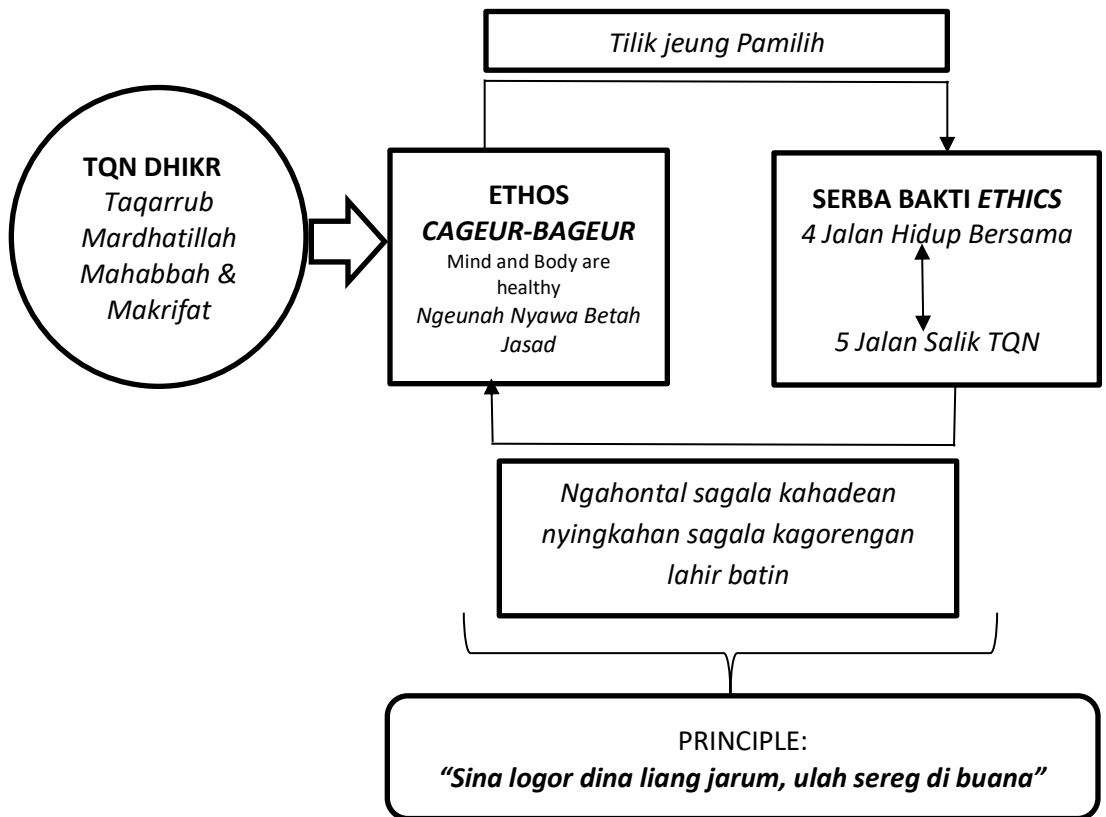 Tilik jeung Pamilih
TQN DHIKR
Taqarrub
Mardhatillah
Mahabbah &
Makrifat
ETHOS
CAGEUR-BAGEUR
Mind and Body are
healthy
Ngeunah Nyawa Betah
Jasad
SERBA BAKTI ETHICS
4 Jalan Hidup Bersama
5 Jalan Salik TQN
Ngahontal sagala kahadean
nyingkahan sagala kagorengan
lahir batin
PRINCIPLE:
“Sina logor dina liang jarum, ulah sereg di buana”